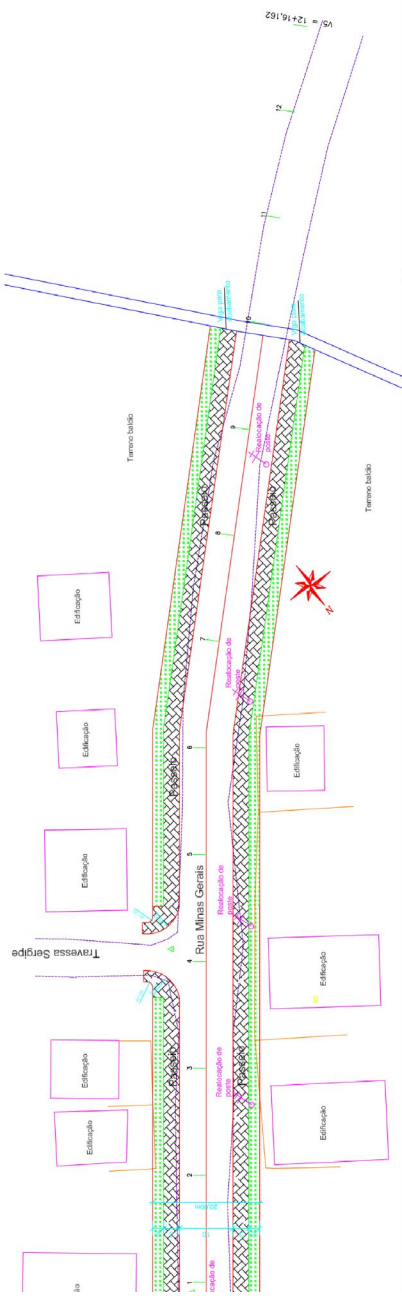 V5 = 12+16,162
12
11
10
Terreno baldio
9
Realocação de
poste
Passeio
Passeio
Terreno baldio
8
N
Edificação
7
Realocação de
poste
Edificação
6
Edificação
Passeio
Edificação
5
Rua Minas Gerais
Realocação de
poste
Travessa Sergipe
4
Edificação
Edificação
3
Passeio
Realocação de
poste
Passeio
Edificação
Edificação
2
1